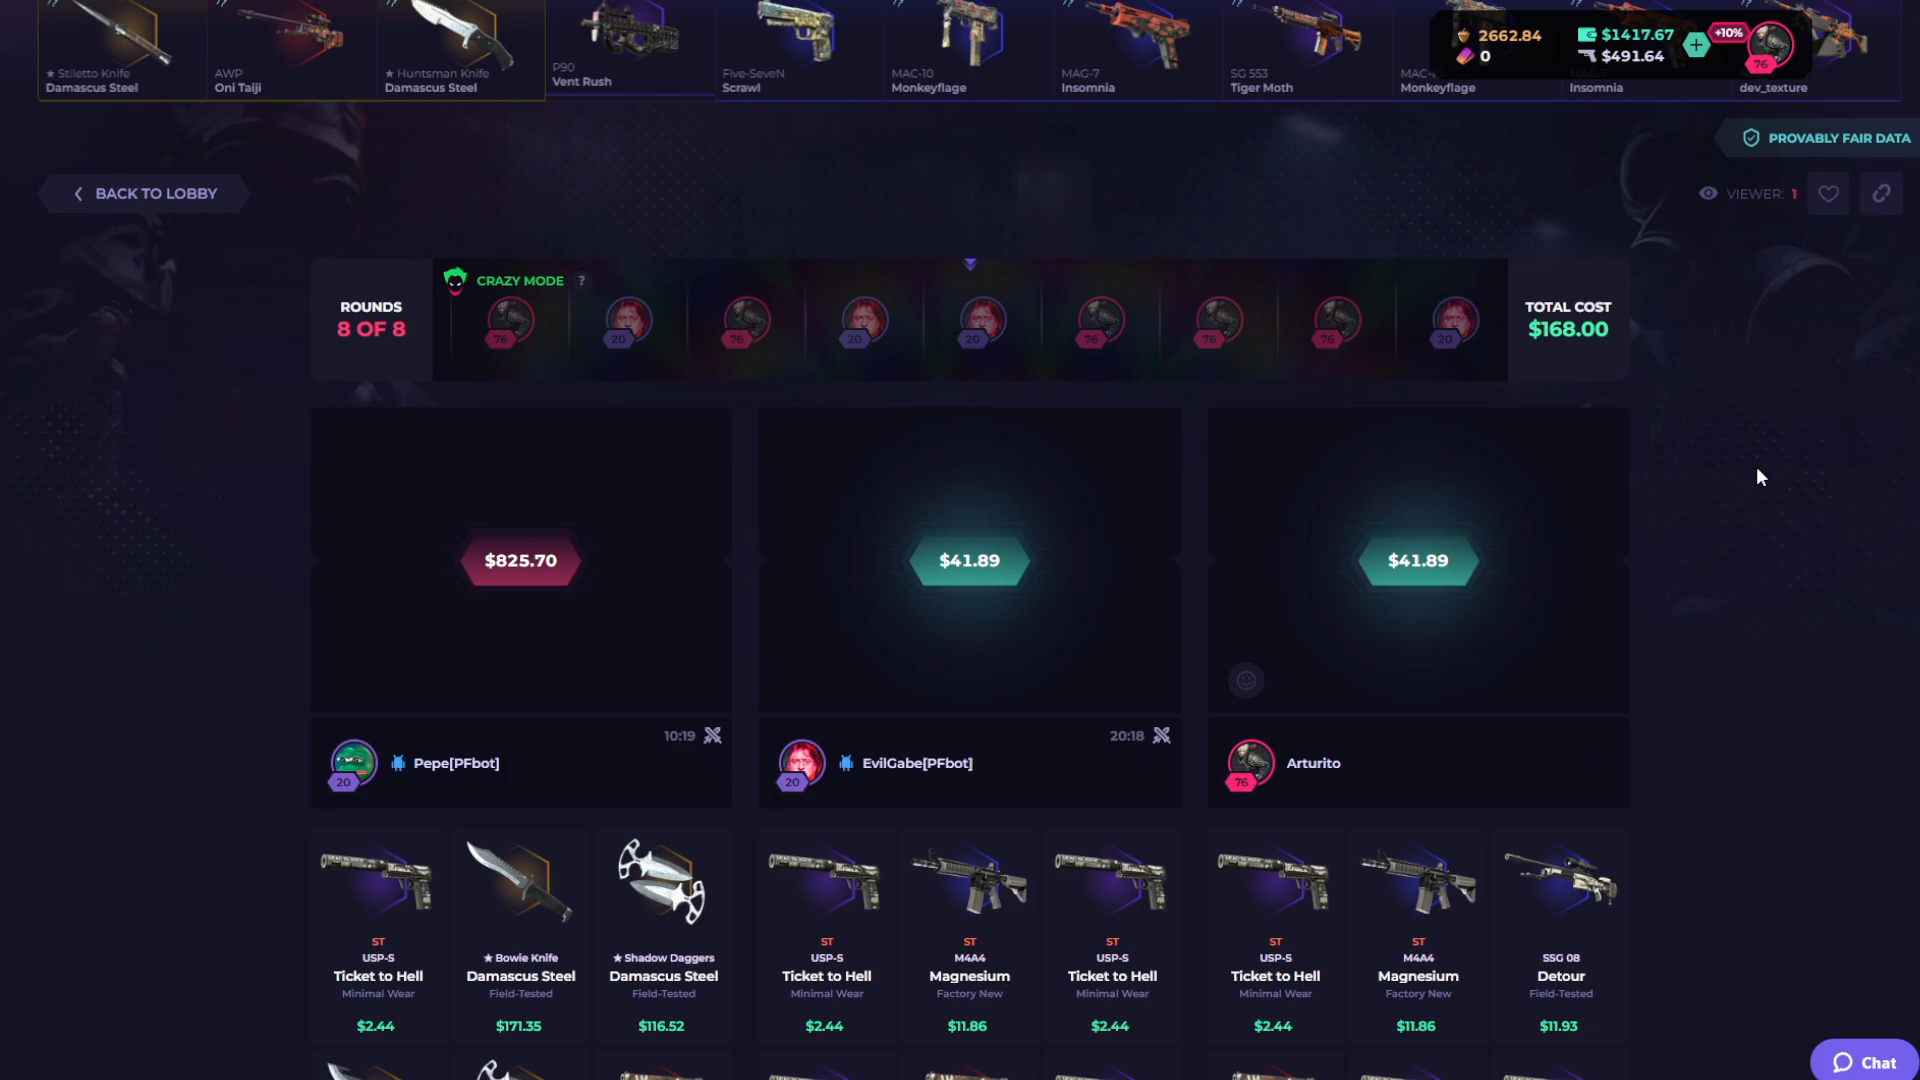 ★ Stiletto Knife
Damascus Steel
AWP
Oni Taiji
★ Huntsman Knife
Damascus Steel
P90
Vent Rush
Five-SeveN
Scrawl
MAC-10
Monkeyflage
MAG-7
Insomnia
SG 553
Tiger Moth
Monkeyflage
Insomnia
dev_texture
2662.84
0
$1417.67
$491.64
+10%
76
PROVABLY FAIR DATA
BACK TO LOBBY
VIEWER: 1
ROUNDS
8 OF 8
CRAZY MODE ?
76
20
76
20
20
76
76
76
20
TOTAL COST
$168.00
$825.70
$41.89
$41.89
10:19
20
Pepe[PFbot]
20:18
20
EvilGabe[PFbot]
76
Arturito
ST
USP-S
Ticket to Hell
Minimal Wear
$2.44
★ Bowie Knife
Damascus Steel
Field-Tested
$171.35
★ Shadow Daggers
Damascus Steel
Field-Tested
$116.52
ST
USP-S
Ticket to Hell
Minimal Wear
$2.44
ST
M4A4
Magnesium
Factory New
$11.86
ST
USP-S
Ticket to Hell
Minimal Wear
$2.44
ST
USP-S
Ticket to Hell
Minimal Wear
$2.44
ST
M4A4
Magnesium
Factory New
$11.86
SSG 08
Detour
Field-Tested
$11.93
Chat